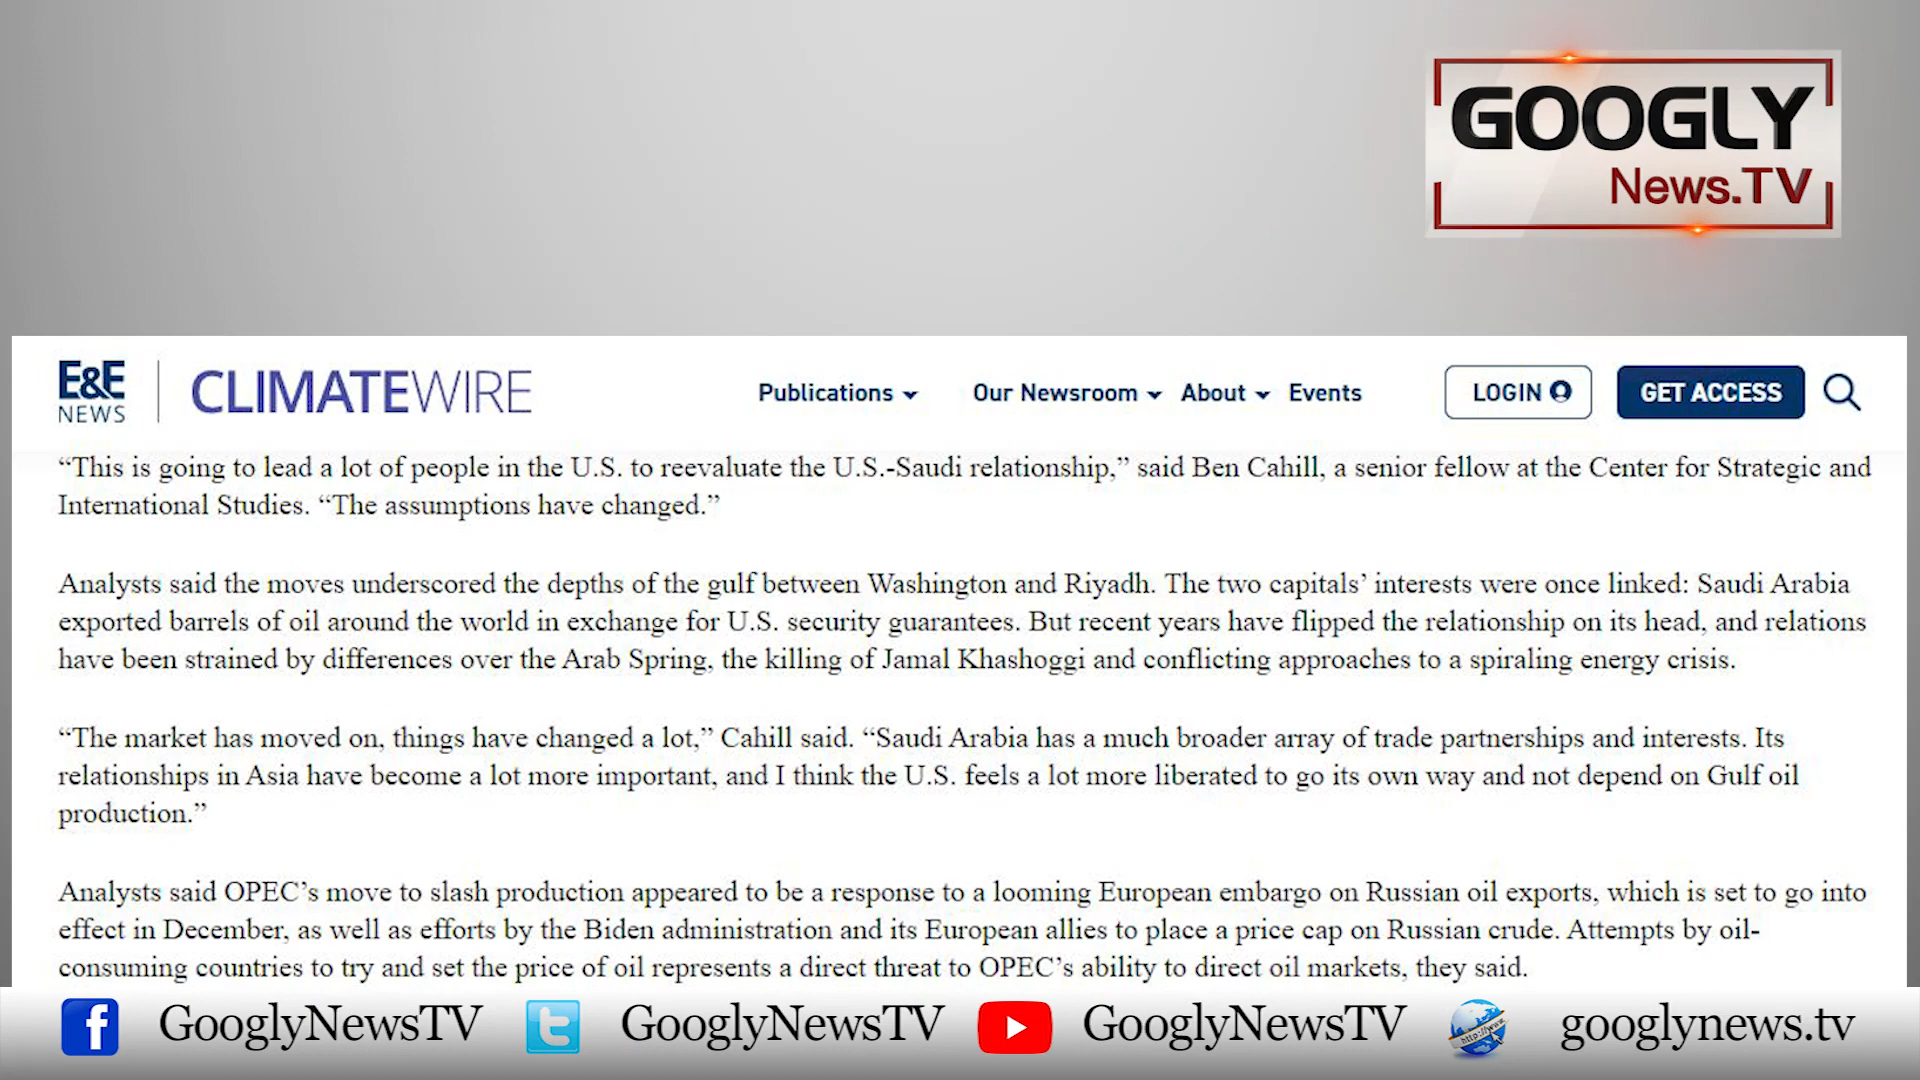 GOOGLY
News.TV
E&E
NEWS
CLIMATEWIRE
Publications
Our Newsroom
About
Events
LOGIN
GET ACCESS
“This is going to lead a lot of people in the U.S. to reevaluate the U.S.-Saudi relationship,” said Ben Cahill, a senior fellow at the Center for Strategic and
International Studies. “The assumptions have changed.”
Analysts said the moves underscored the depths of the gulf between Washington and Riyadh. The two capitals’ interests were once linked: Saudi Arabia
exported barrels of oil around the world in exchange for U.S. security guarantees. But recent years have flipped the relationship on its head, and relations
have been strained by differences over the Arab Spring, the killing of Jamal Khashoggi and conflicting approaches to a spiraling energy crisis.
“The market has moved on, things have changed a lot,” Cahill said. “Saudi Arabia has a much broader array of trade partnerships and interests. Its
relationships in Asia have become a lot more important, and I think the U.S. feels a lot more liberated to go its own way and not depend on Gulf oil
production.”
Analysts said OPEC’s move to slash production appeared to be a response to a looming European embargo on Russian oil exports, which is set to go into
effect in December, as well as efforts by the Biden administration and its European allies to place a price cap on Russian crude. Attempts by oil-
consuming countries to try and set the price of oil represents a direct threat to OPEC’s ability to direct oil markets, they said.
f GooglyNewsTV
t GooglyNewsTV
GooglyNewsTV
http://www. googlynews.tv